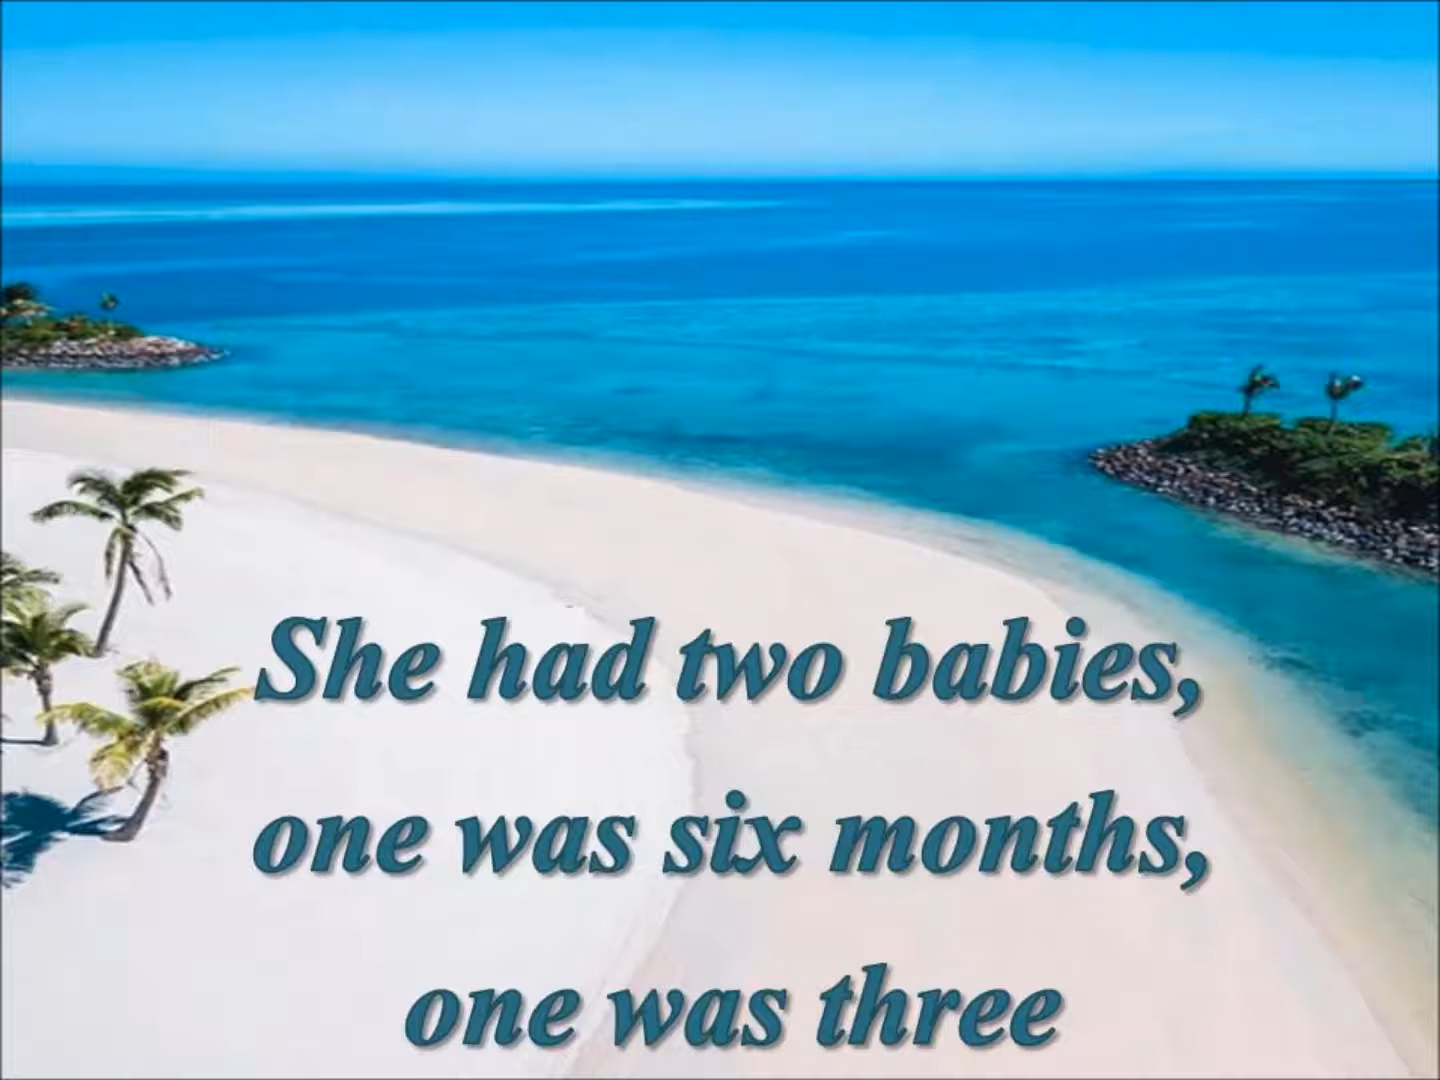 She had two babies,
one was six months,
one was three